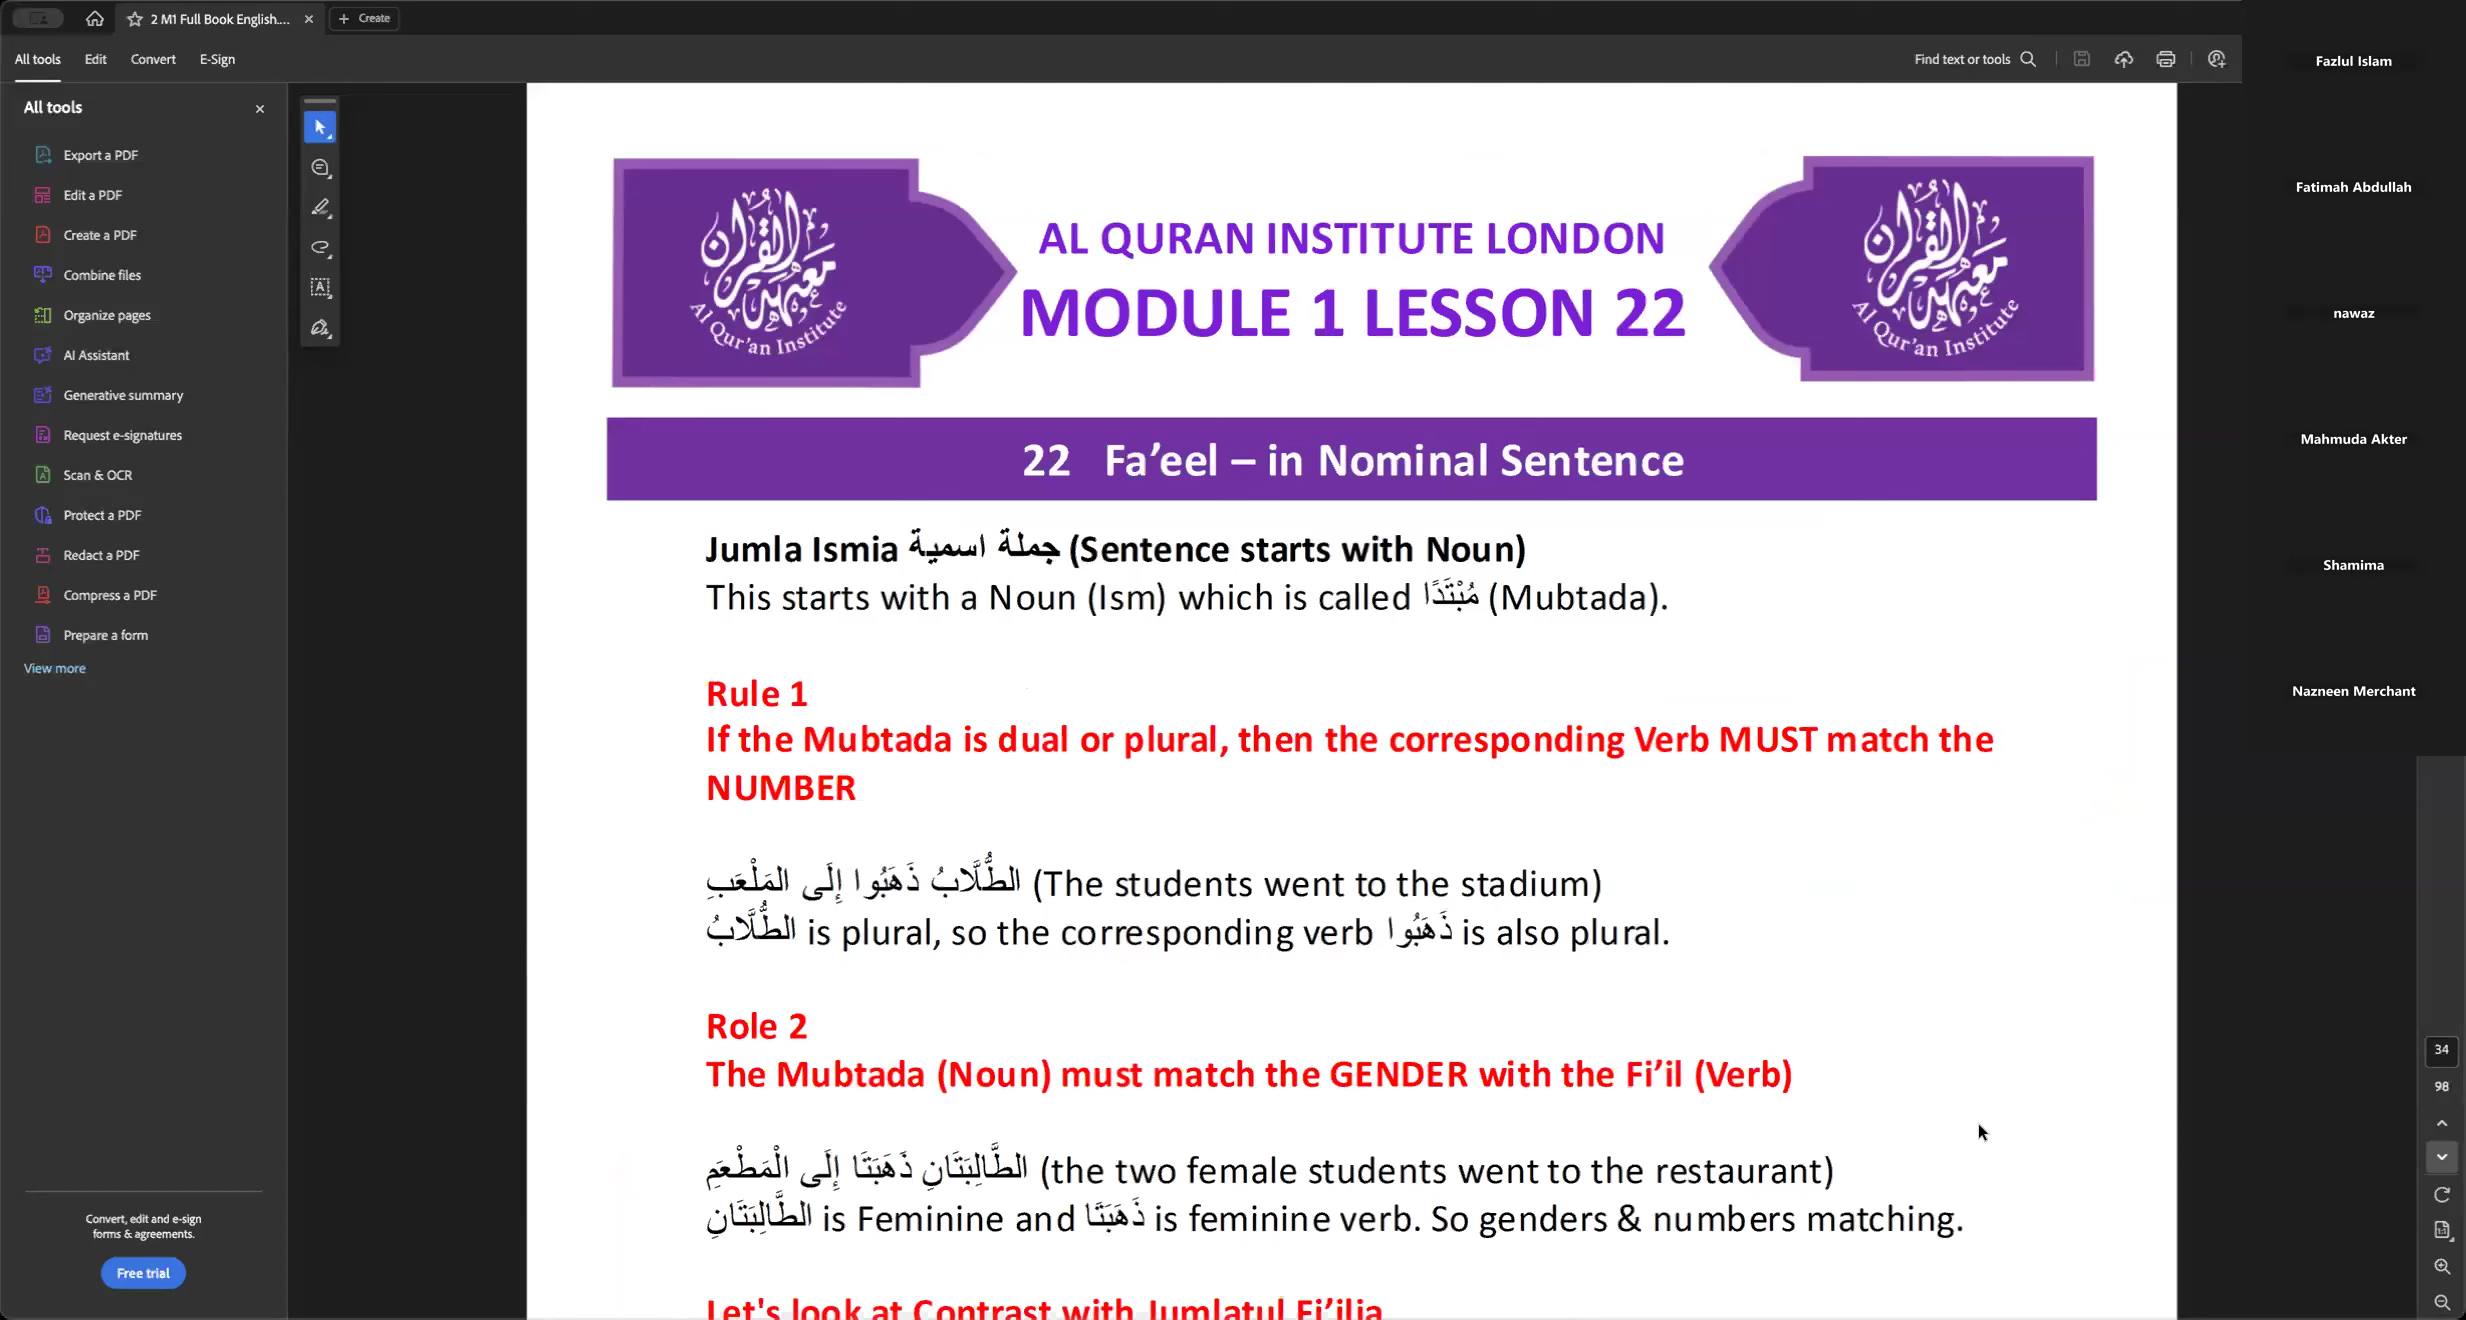 2 M1 Full Book English....
Create
All tools
Edit
Convert
E-Sign
Find text or tools
All tools
Export a PDF
Edit a PDF
Create a PDF
Combine files
Organize pages
AI Assistant
Generative summary
Request e-signatures
Scan & OCR
Protect a PDF
Redact a PDF
Compress a PDF
Prepare a form
View more
Convert, edit and e-sign
forms & agreements.
Free trial
معهد القرآن
Al Qur'an Institute
AL QURAN INSTITUTE LONDON
MODULE 1 LESSON 22
معهد القرآن
Al Qur'an Institute
22 Fa’eel – in Nominal Sentence
Jumla Ismia جملة اسمية (Sentence starts with Noun)
This starts with a Noun (Ism) which is called مُبْتَدًا (Mubtada).
Rule 1
If the Mubtada is dual or plural, then the corresponding Verb MUST match the
NUMBER
الطُّلَّابُ ذَهَبُوا إِلَى المَلْعَبِ (The students went to the stadium)
الطُّلَّابُ is plural, so the corresponding verb ذَهَبُوا is also plural.
Role 2
The Mubtada (Noun) must match the GENDER with the Fi’il (Verb)
الطَّالِبَتَانِ ذَهَبَتَا إِلَى الْمَطْعَمِ (the two female students went to the restaurant)
الطَّالِبَتَانِ is Feminine and ذَهَبَتَا is feminine verb. So genders & numbers matching.
Let's look at Contrast with Jumlatul Fi’ilia
Fazlul Islam
Fatimah Abdullah
nawaz
Mahmuda Akter
Shamima
Nazneen Merchant
34
98